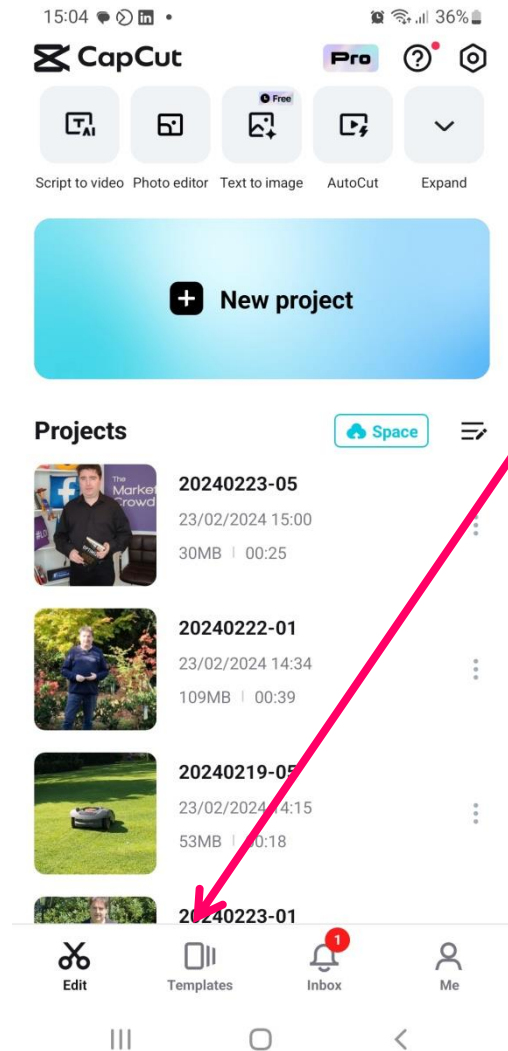 15:04
36%
CapCut
Pro
Free
Script to video
Photo editor
Text to image
AutoCut
Expand
New project
Projects
Space
20240223-05
23/02/2024 15:00
30MB | 00:25
The
Market
Crowd
20240222-01
23/02/2024 14:34
109MB | 00:39
20240219-05
23/02/2024 14:15
53MB | 00:18
20240223-01
1
Edit
Templates
Inbox
Me